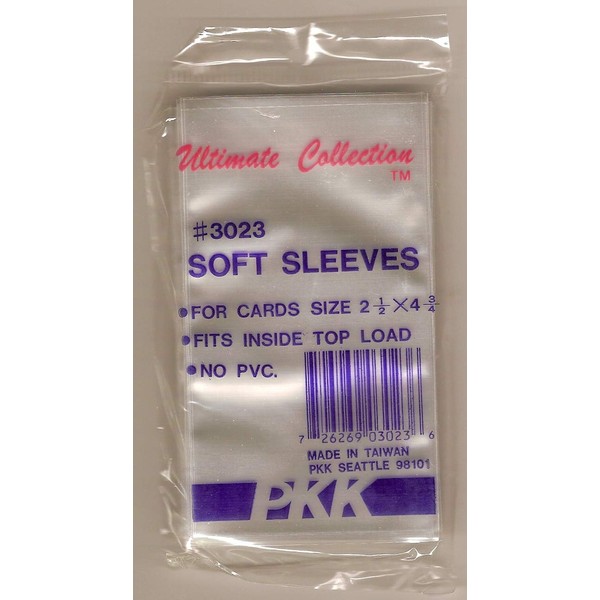 Ultimate Collection
TM
#3023
SOFT SLEEVES
•FOR CARDS SIZE 2 1/2 × 4 3/4
•FITS INSIDE TOP LOAD
•NO PVC.
7 26269 03023 6
MADE IN TAIWAN
PKK SEATTLE 98101
PKK